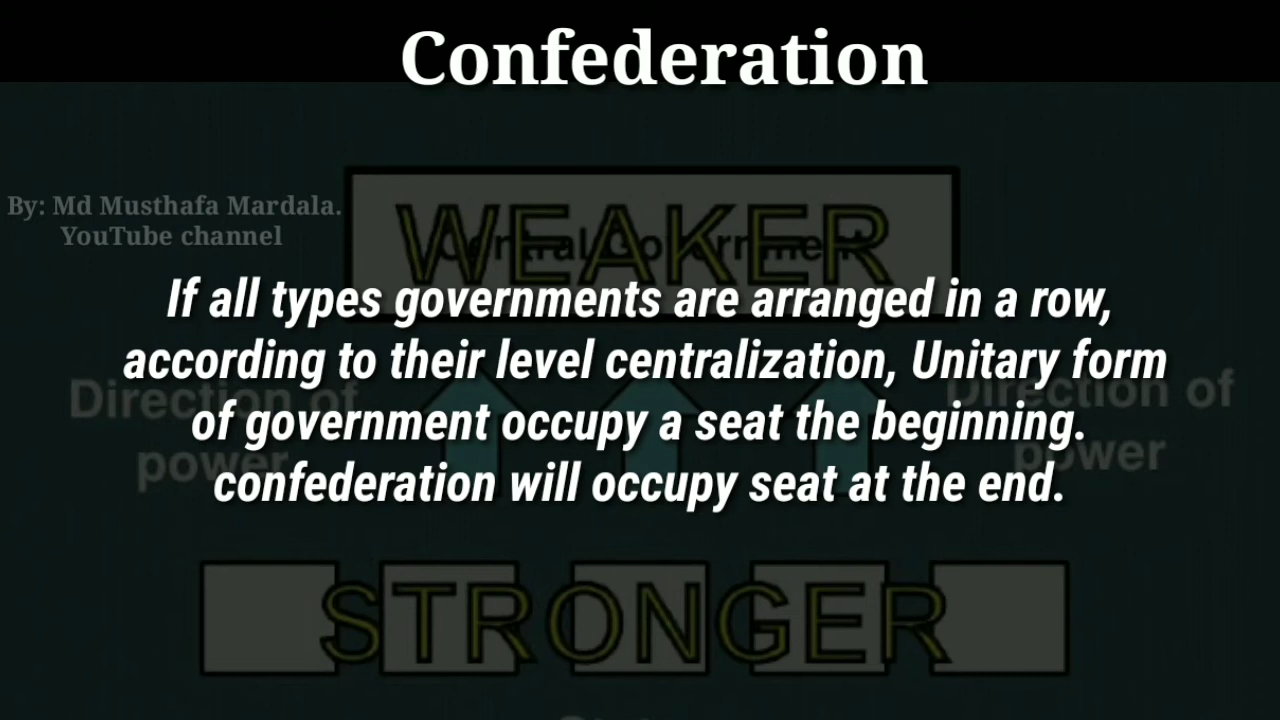 Confederation
By: Md Musthafa Mardala.
YouTube channel
WEAKER
Central Government
If all types governments are arranged in a row,
according to their level centralization, Unitary form
of government occupy a seat the beginning.
confederation will occupy seat at the end.
Direction of
power
Direction of
power
STRONGER